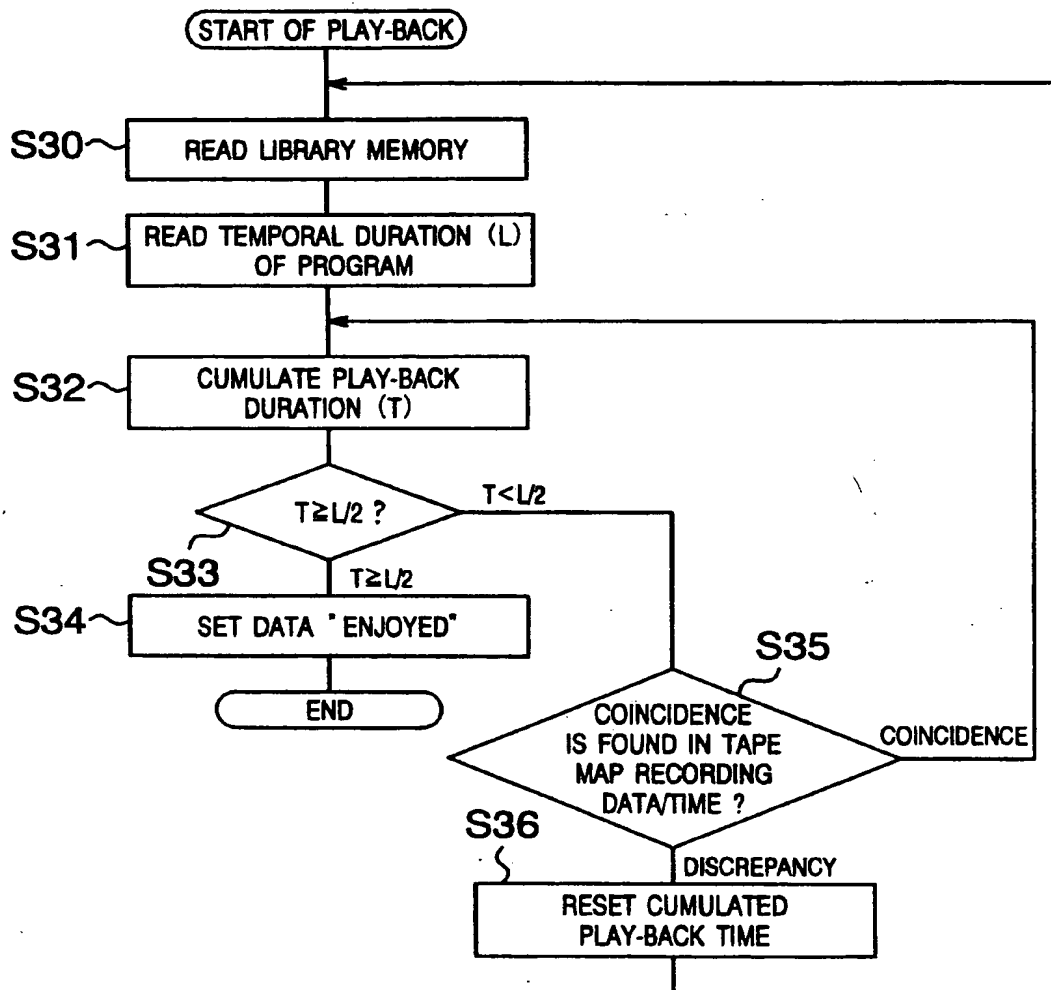 START OF PLAY-BACK
S30
READ LIBRARY MEMORY
S31
READ TEMPORAL DURATION (L)
OF PROGRAM
S32
CUMULATE PLAY-BACK
DURATION (T)
T≧L/2 ?
T<L/2
S33
T≧L/2
S34
SET DATA "ENJOYED"
END
S35
COINCIDENCE
IS FOUND IN TAPE
MAP RECORDING
DATA/TIME ?
COINCIDENCE
S36
DISCREPANCY
RESET CUMULATED
PLAY-BACK TIME